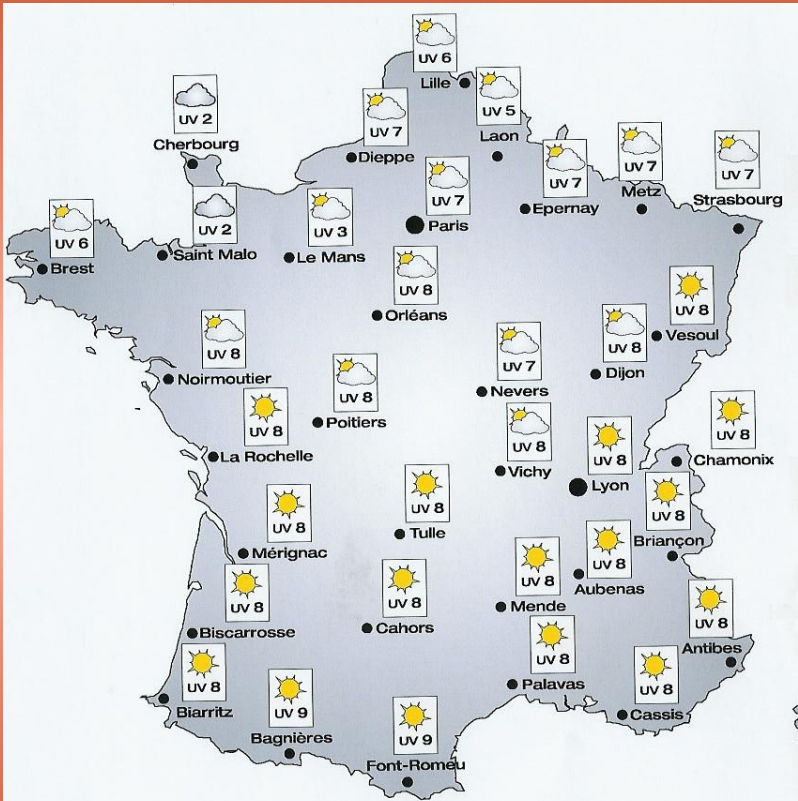 UV 6
Lille
UV 2
Cherbourg
UV 7
Dieppe
UV 5
Laon
UV 7
Epernay
UV 7
Metz
UV 7
Strasbourg
UV 6
Brest
UV 2
Saint Malo
UV 3
Le Mans
UV 7
Paris
UV 8
Orléans
UV 8
Vesoul
UV 8
Noirmoutier
UV 8
Poitiers
UV 7
Nevers
UV 8
Dijon
UV 8
La Rochelle
UV 8
Vichy
UV 8
Lyon
UV 8
Chamonix
UV 8
Mérignac
UV 8
Tulle
UV 8
Briançon
UV 8
Biscarrosse
UV 8
Cahors
UV 8
Mende
UV 8
Aubenas
UV 8
Antibes
UV 8
Biarritz
UV 9
Bagnières
UV 9
Font-Romeu
UV 8
Palavas
UV 8
Cassis